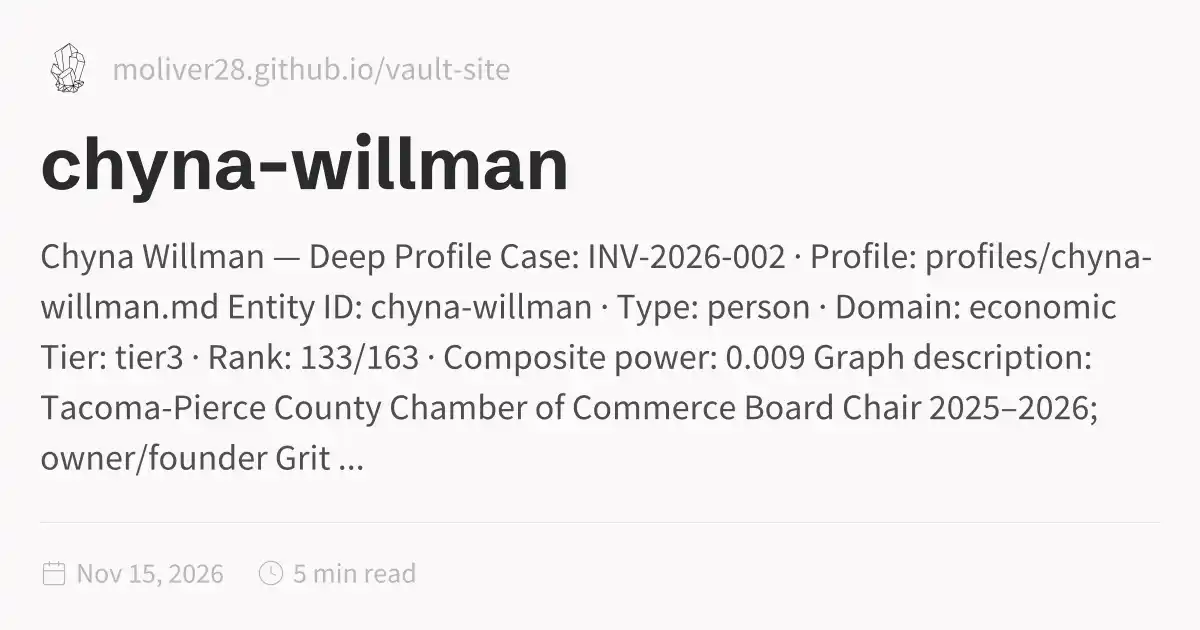 moliver28.github.io/vault-site
chyna-willman
Chyna Willman — Deep Profile Case: INV-2026-002 · Profile: profiles/chyna-
willman.md Entity ID: chyna-willman · Type: person · Domain: economic
Tier: tier3 · Rank: 133/163 · Composite power: 0.009 Graph description:
Tacoma-Pierce County Chamber of Commerce Board Chair 2025–2026;
owner/founder Grit ...
Nov 15, 2026 5 min read